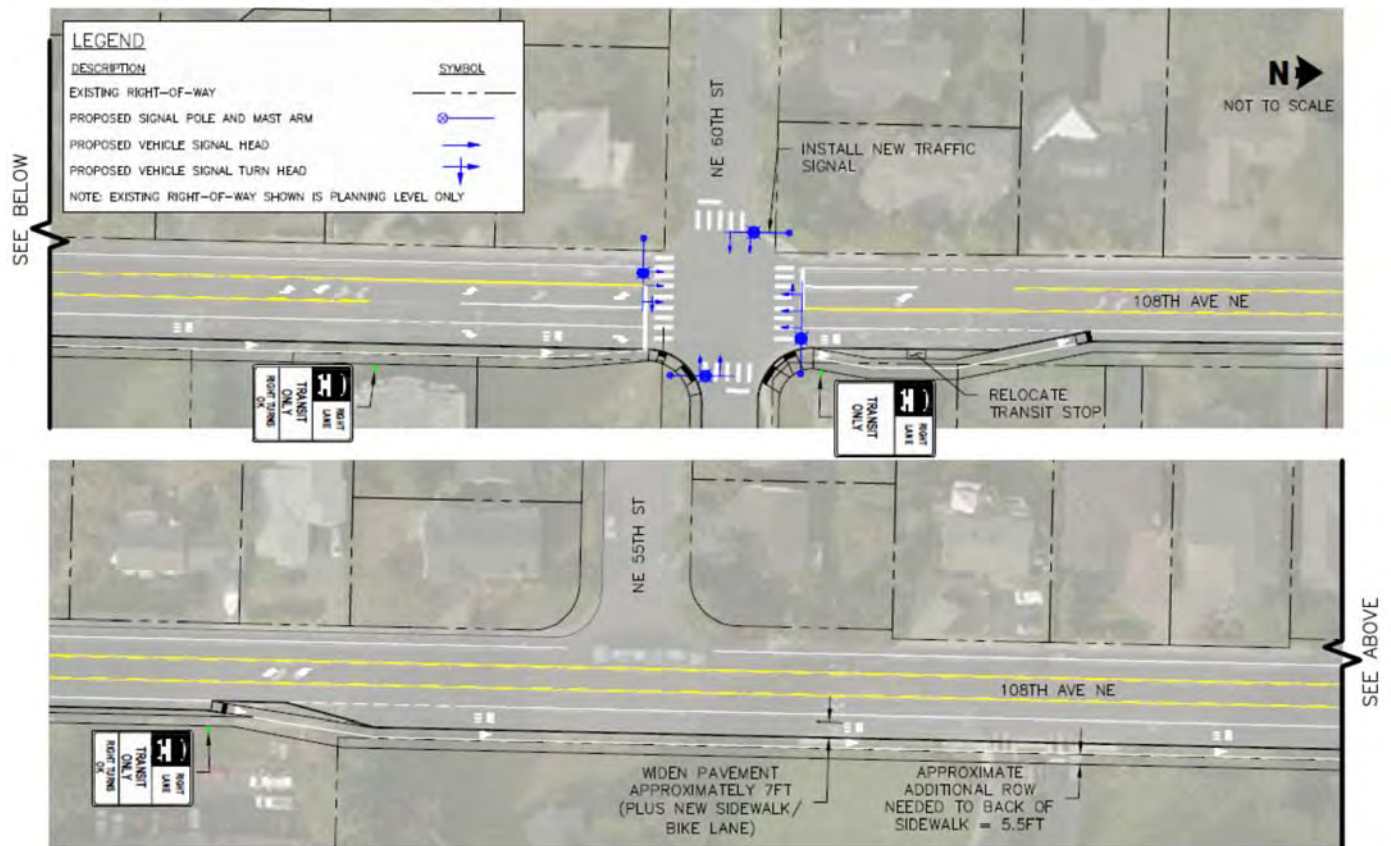 LEGEND
DESCRIPTION SYMBOL
EXISTING RIGHT-OF-WAY
PROPOSED SIGNAL POLE AND MAST ARM
PROPOSED VEHICLE SIGNAL HEAD
PROPOSED VEHICLE SIGNAL TURN HEAD
NOTE: EXISTING RIGHT-OF-WAY SHOWN IS PLANNING LEVEL ONLY
N
NOT TO SCALE
SEE BELOW
NE 60TH ST
INSTALL NEW TRAFFIC
SIGNAL
108TH AVE NE
RELOCATE
TRANSIT STOP
RIGHT
LANE
TRANSIT
ONLY
RIGHT TURNS
OK
RIGHT
LANE
TRANSIT
ONLY
NE 55TH ST
108TH AVE NE
SEE ABOVE
RIGHT
LANE
TRANSIT
ONLY
RIGHT TURNS
OK
WIDEN PAVEMENT
APPROXIMATELY 7FT
(PLUS NEW SIDEWALK/
BIKE LANE)
APPROXIMATE
ADDITIONAL ROW
NEEDED TO BACK OF
SIDEWALK = 5.5FT